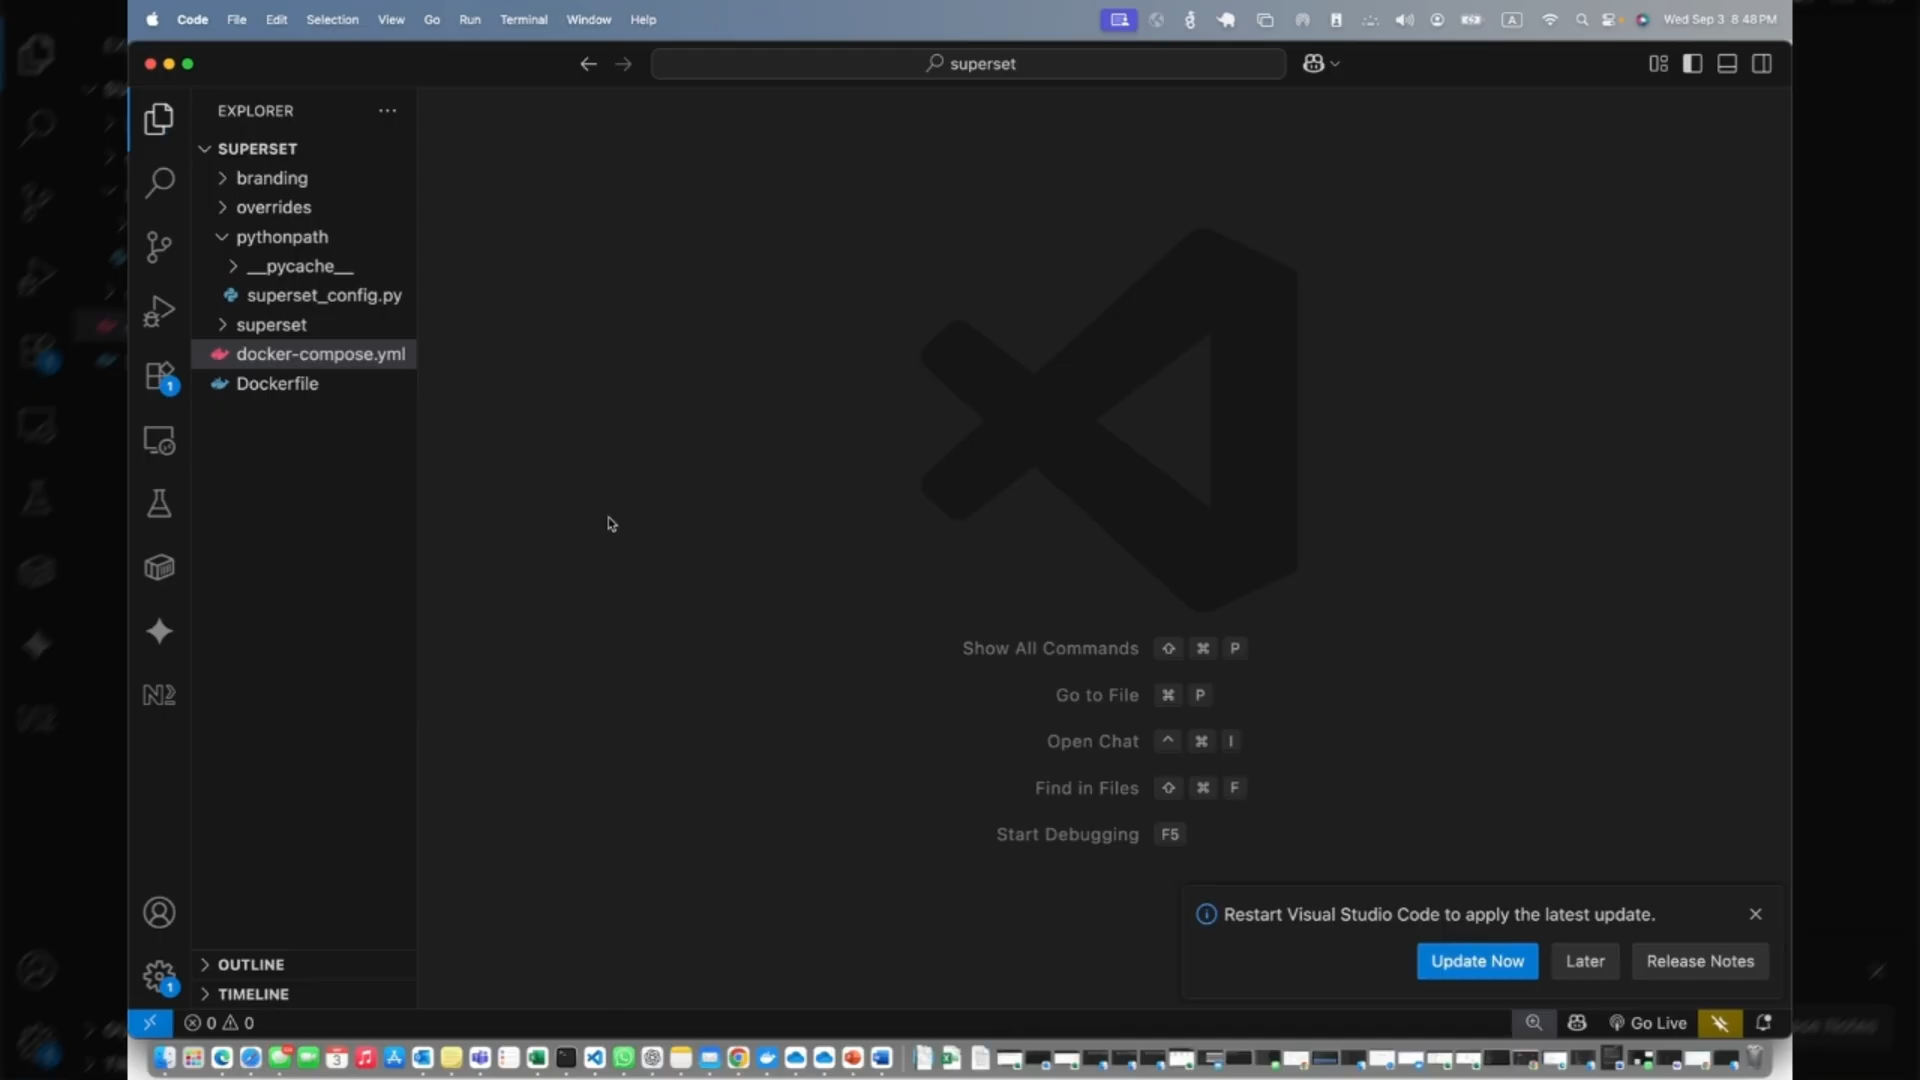 Code File Edit Selection View Go Run Terminal Window Help
A
Wed Sep 3 8:48 PM
superset
EXPLORER
SUPERSET
branding
overrides
pythonpath
__pycache__
superset_config.py
superset
docker-compose.yml
Dockerfile
1
Show All Commands ⇧ ⌘ P
Go to File ⌘ P
Open Chat ^ ⌘ I
Find in Files ⇧ ⌘ F
Start Debugging F5
Restart Visual Studio Code to apply the latest update.
Update Now Later Release Notes
OUTLINE
1
TIMELINE
0 0
Go Live
3